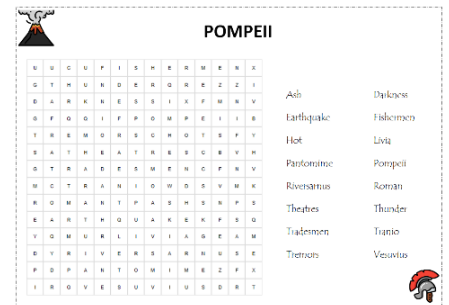 POMPEII
U U C U F I S H E R M E N X
G T H U N D E R Q R E Z Z I
D A R K N E S S I X F W N V
G F Q Q I F P O M P E I I B
T R E M O R S C H O T S F Y
S A T H E A T R E S C B V H
G T R A D E S M E N C F N V
M C T R A N I O W D S V M K
R O M A N T P A S H S N P S
E A R T H Q U A K E K F S Q
Y Q M U R L I V I A G E A M
D Y R I V E R S A R N U S E
P D P A N T O M I M E Z F X
I R G V E S U V I U S D R T
Ash Darkness
Earthquake Fishermen
Hot Livia
Pantomime Pompeii
Riversarnus Roman
Theatres Thunder
Tradesmen Tranio
Tremors Vesuvius